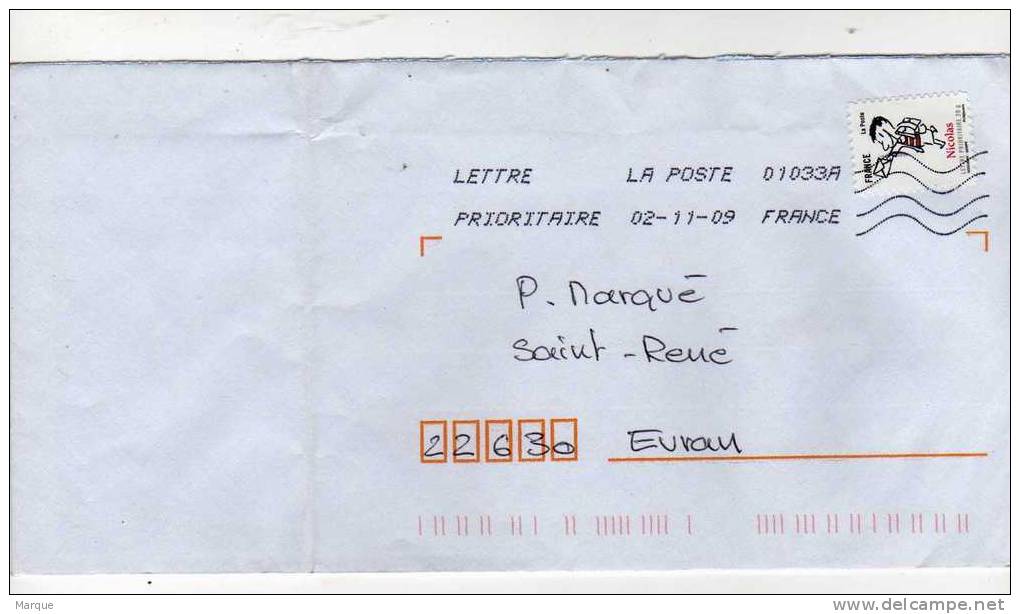 La Poste
FRANCE
Nicolas
LETTRE PRIORITAIRE 20 g
LETTRE LA POSTE 01033A
PRIORITAIRE 02-11-09 FRANCE
P. Marqué
Saint-René
22630 Evran
Marque
www.delcampe.net